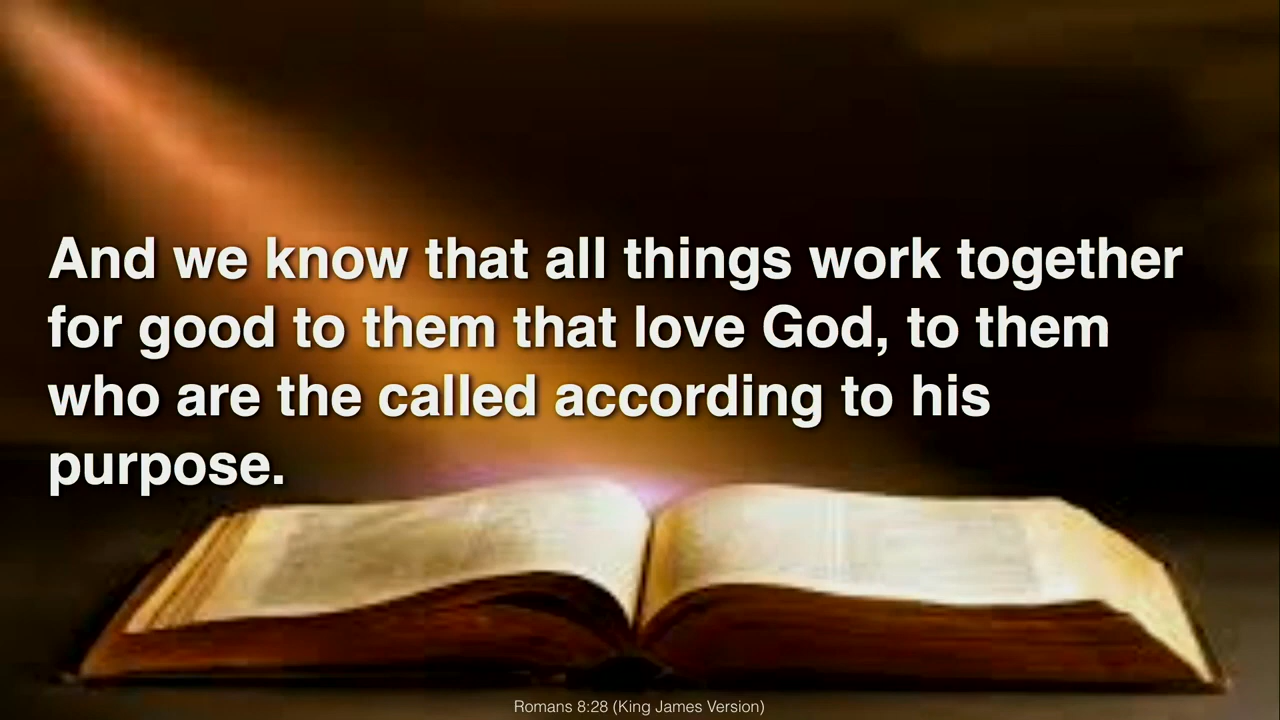 And we know that all things work together
for good to them that love God, to them
who are the called according to his
purpose.
Romans 8:28 (King James Version)